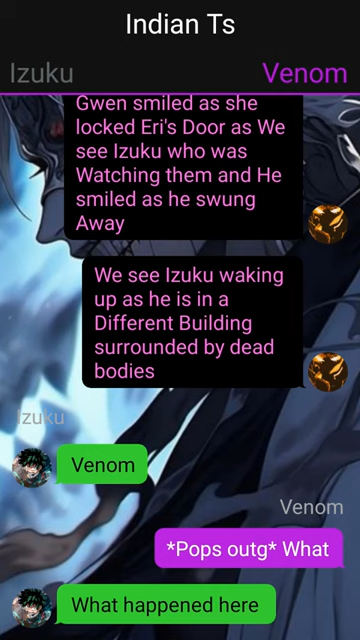 Indian Ts
Izuku Venom
Gwen smiled as she
locked Eri's Door as We
see Izuku who was
Watching them and He
smiled as he swung
Away
We see Izuku waking
up as he is in a
Different Building
surrounded by dead
bodies
Izuku
Venom
Venom
*Pops outg* What
What happened here